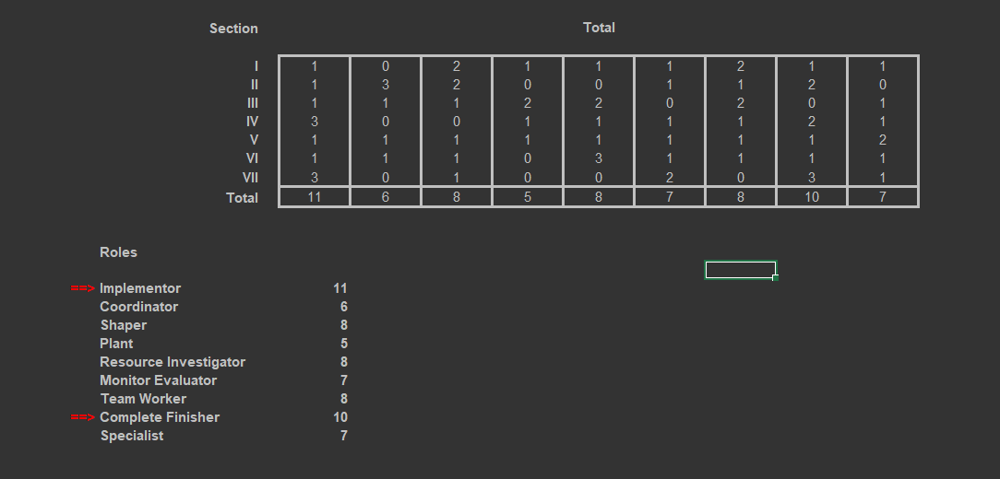 Section Total
I 1 0 2 1 1 1 2 1 1
II 1 3 2 0 0 1 1 2 0
III 1 1 1 2 2 0 2 0 1
IV 3 0 0 1 1 1 1 2 1
V 1 1 1 1 1 1 1 1 2
VI 1 1 1 0 3 1 1 1 1
VII 3 0 1 0 0 2 0 3 1
Total 11 6 8 5 8 7 8 10 7
Roles
==> Implementor 11
Coordinator 6
Shaper 8
Plant 5
Resource Investigator 8
Monitor Evaluator 7
Team Worker 8
==> Complete Finisher 10
Specialist 7